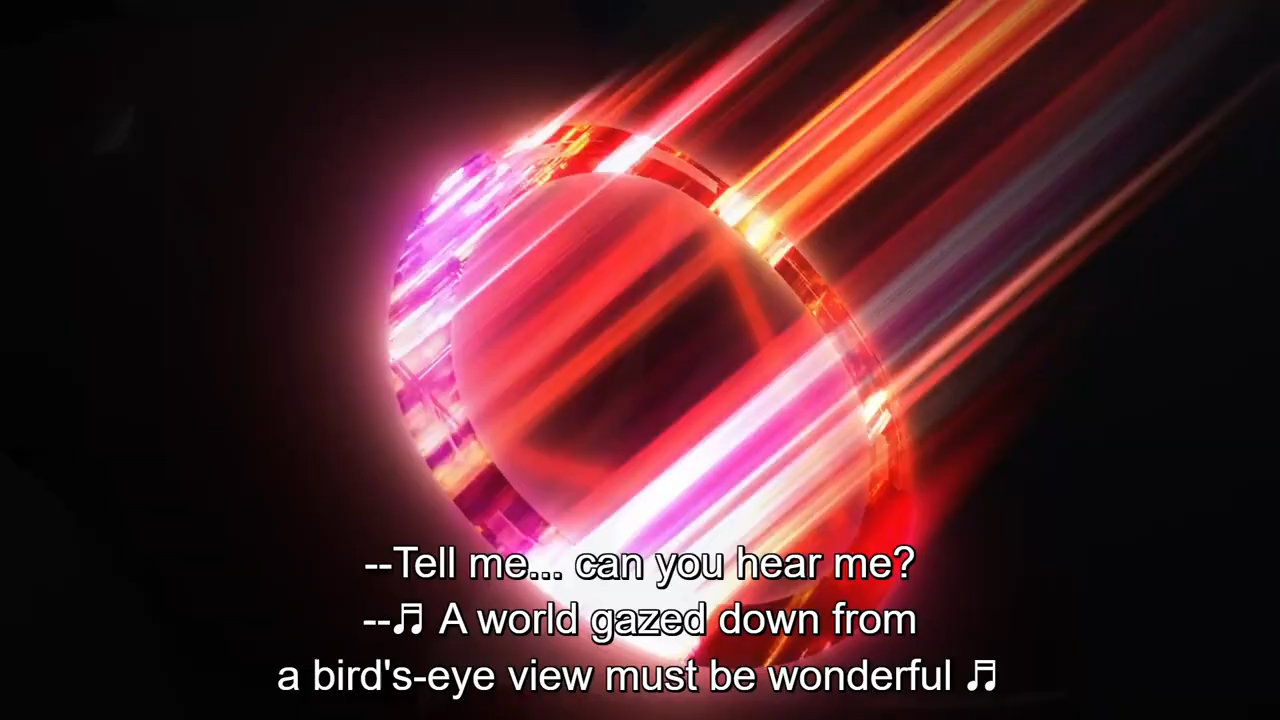 --Tell me... can you hear me?
--♬ A world gazed down from
a bird's-eye view must be wonderful ♬